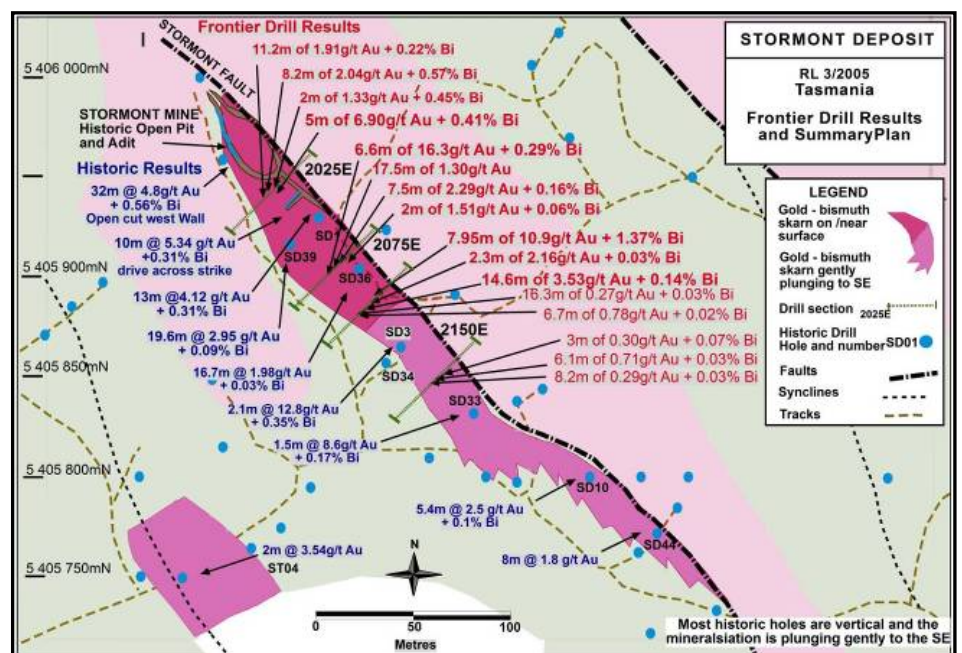 Frontier Drill Results
11.2m of 1.91g/t Au + 0.22% Bi
8.2m of 2.04g/t Au + 0.57% Bi
2m of 1.33g/t Au + 0.45% Bi
5m of 6.90g/t Au + 0.41% Bi
6.6m of 16.3g/t Au + 0.29% Bi
17.5m of 1.30g/t Au
7.5m of 2.29g/t Au + 0.16% Bi
2m of 1.51g/t Au + 0.06% Bi
7.95m of 10.9g/t Au + 1.37% Bi
2.3m of 2.16g/t Au + 0.03% Bi
14.6m of 3.53g/t Au + 0.14% Bi
16.3m of 0.27g/t Au + 0.03% Bi
6.7m of 0.78g/t Au + 0.02% Bi
3m of 0.30g/t Au + 0.07% Bi
6.1m of 0.71g/t Au + 0.03% Bi
8.2m of 0.29g/t Au + 0.03% Bi
STORMONT FAULT
5 406 000mN
STORMONT MINE
Historic Open Pit
and Adit
Historic Results
32m @ 4.8g/t Au
+ 0.56% Bi
Open cut west Wall
10m @ 5.34 g/t Au
+0.31% Bi
drive across strike
5 405 900mN
13m @4.12 g/t Au
+ 0.31% Bi
19.6m @ 2.95 g/t Au
+ 0.09% Bi
5 405 850mN
16.7m @ 1.98g/t Au
+ 0.03% Bi
2.1m @ 12.8g/t Au
+ 0.35% Bi
1.5m @ 8.6g/t Au
+ 0.17% Bi
5 405 800mN
5.4m @ 2.5 g/t Au
+ 0.1% Bi
8m @ 1.8 g/t Au
2m @ 3.54g/t Au
5 405 750mN
2025E
2075E
2150E
SD1
SD39
SD36
SD3
SD34
SD33
SD10
SD44
ST04
N
0 50 100
Metres
STORMONT DEPOSIT
RL 3/2005
Tasmania
Frontier Drill Results
and SummaryPlan
LEGEND
Gold - bismuth
skarn on /near
surface
Gold - bismuth
skarn gently
plunging to SE
Drill section
2025E
Historic Drill
Hole and number
SD01
Faults
Synclines
Tracks
Most historic holes are vertical and the
mineralsiation is plunging gently to the SE